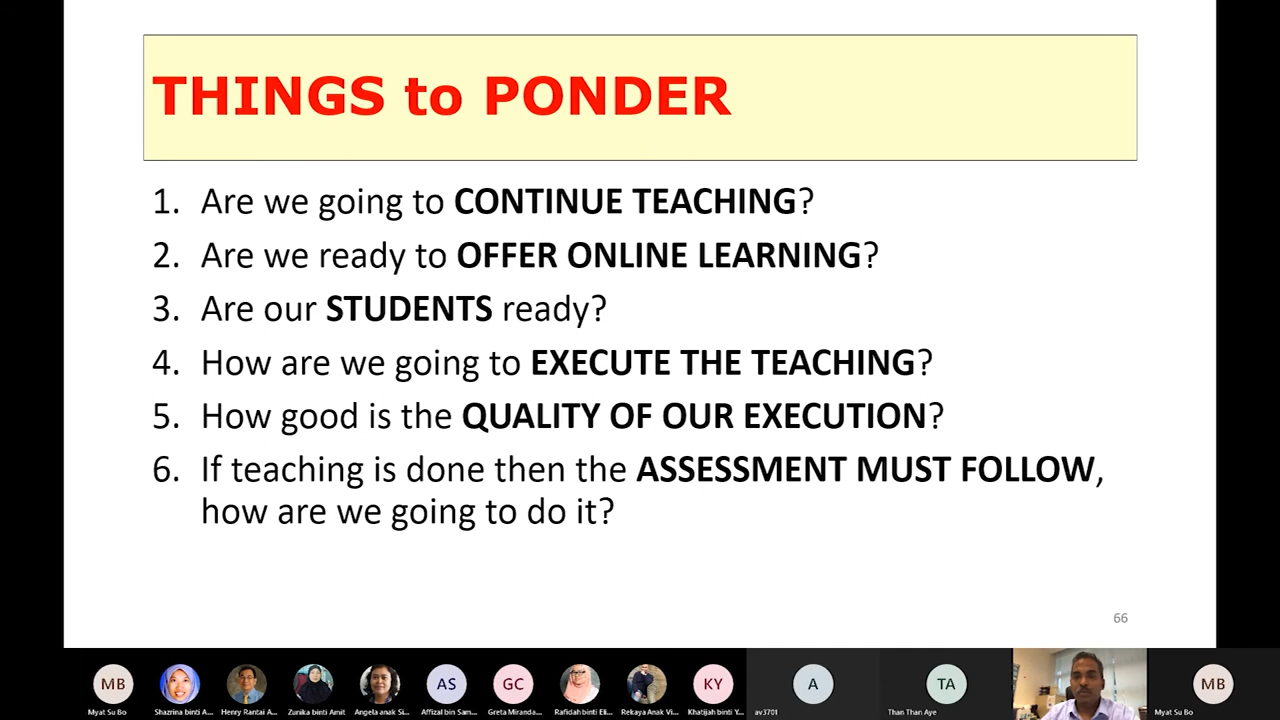 THINGS to PONDER
1. Are we going to CONTINUE TEACHING?
2. Are we ready to OFFER ONLINE LEARNING?
3. Are our STUDENTS ready?
4. How are we going to EXECUTE THE TEACHING?
5. How good is the QUALITY OF OUR EXECUTION?
6. If teaching is done then the ASSESSMENT MUST FOLLOW,
how are we going to do it?
66
MB
AS
GC
KY
A
TA
MB
Myat Su Bo
Shazrina binti A...
Henry Rantai A...
Zunika binti Amit
Angela anak Si...
Affizal bin Sam...
Greta Miranda...
Rafidah binti Eli...
Rekaya Anak Vi...
Khatijah binti Y...
av3701
Than Than Aye
Myat Su Bo